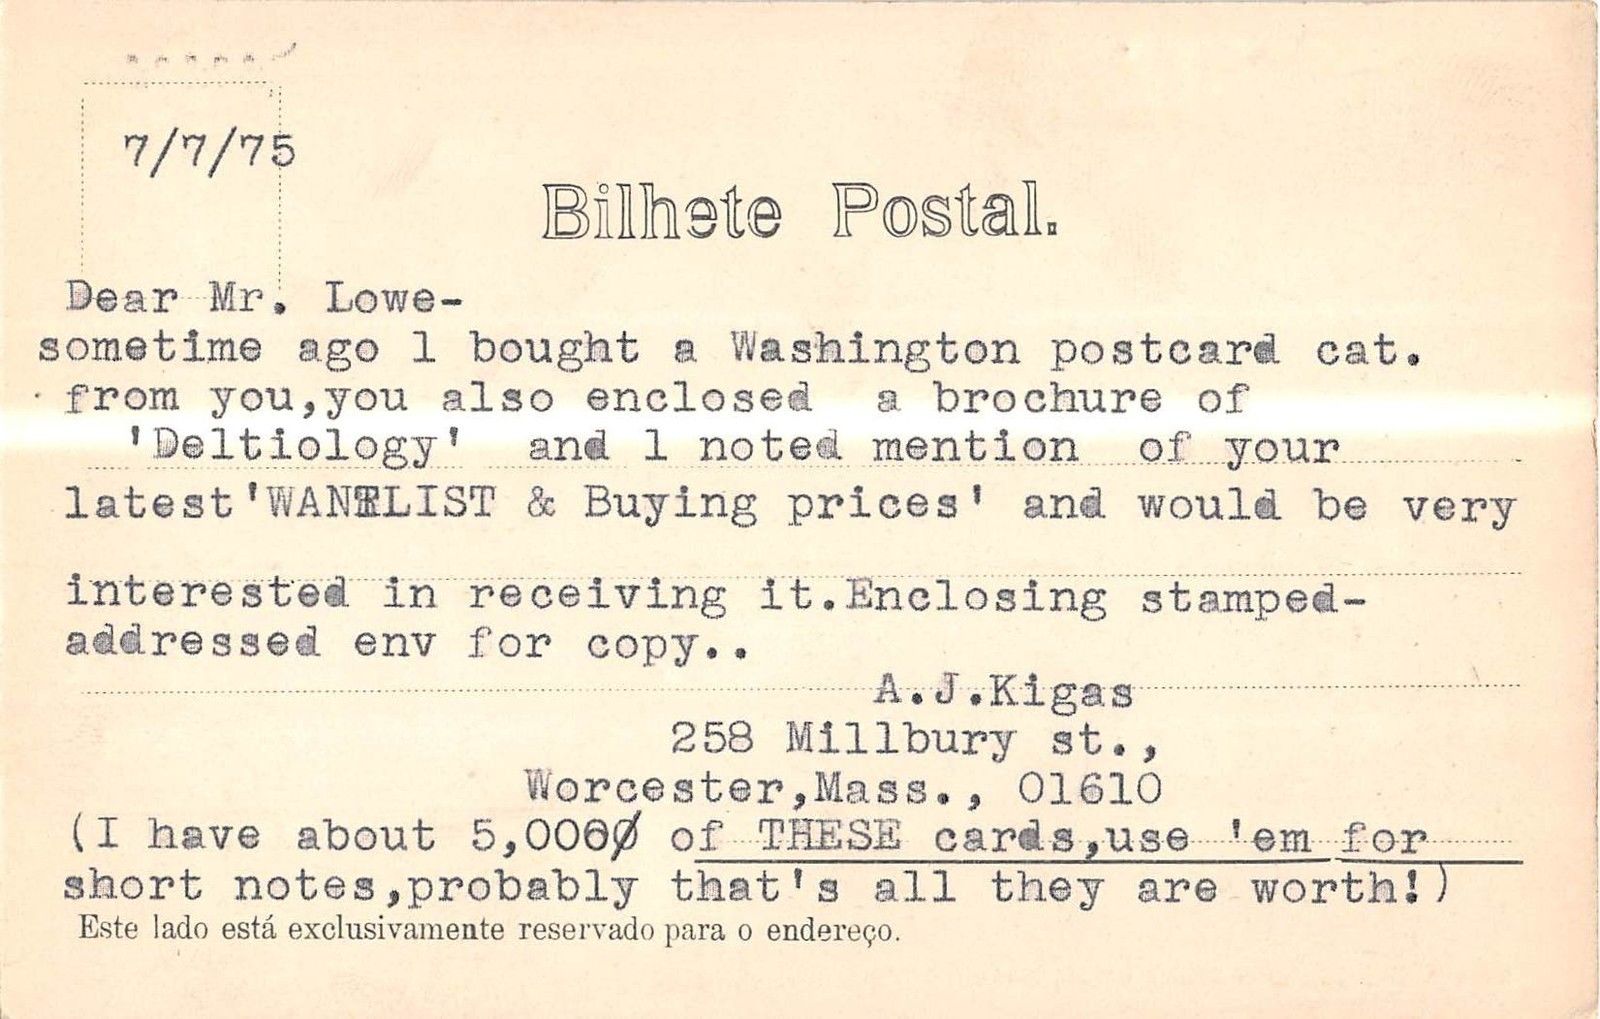 7/7/75
Bilhete Postal.
Dear Mr. Lowe-
sometime ago l bought a Washington postcard cat.
from you,you also enclosed a brochure of
'Deltiology' and l noted mention of your
latest'WANTLIST & Buying prices' and would be very
interested in receiving it.Enclosing stamped-
addressed env for copy..
A.J.Kigas
258 Millbury st.,
Worcester,Mass., 01610
(I have about 5,000 of THESE cards,use 'em for
short notes,probably that's all they are worth!)
Este lado está exclusivamente reservado para o endereço.